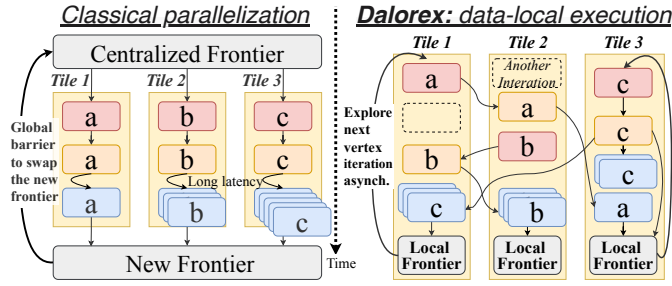 Classical parallelization
Centralized Frontier
Tile 1
Tile 2
Tile 3
a
b
c
Global
barrier
to swap
the new
frontier
a
b
c
Long latency
a
b
c
New Frontier
Time
Dalorex: data-local execution
Tile 1
Tile 2
Tile 3
a
Another
Interation
c
Explore
next
vertex
iteration
asynch.
a
c
b
b
c
c
b
a
Local
Frontier
Local
Frontier
Local
Frontier